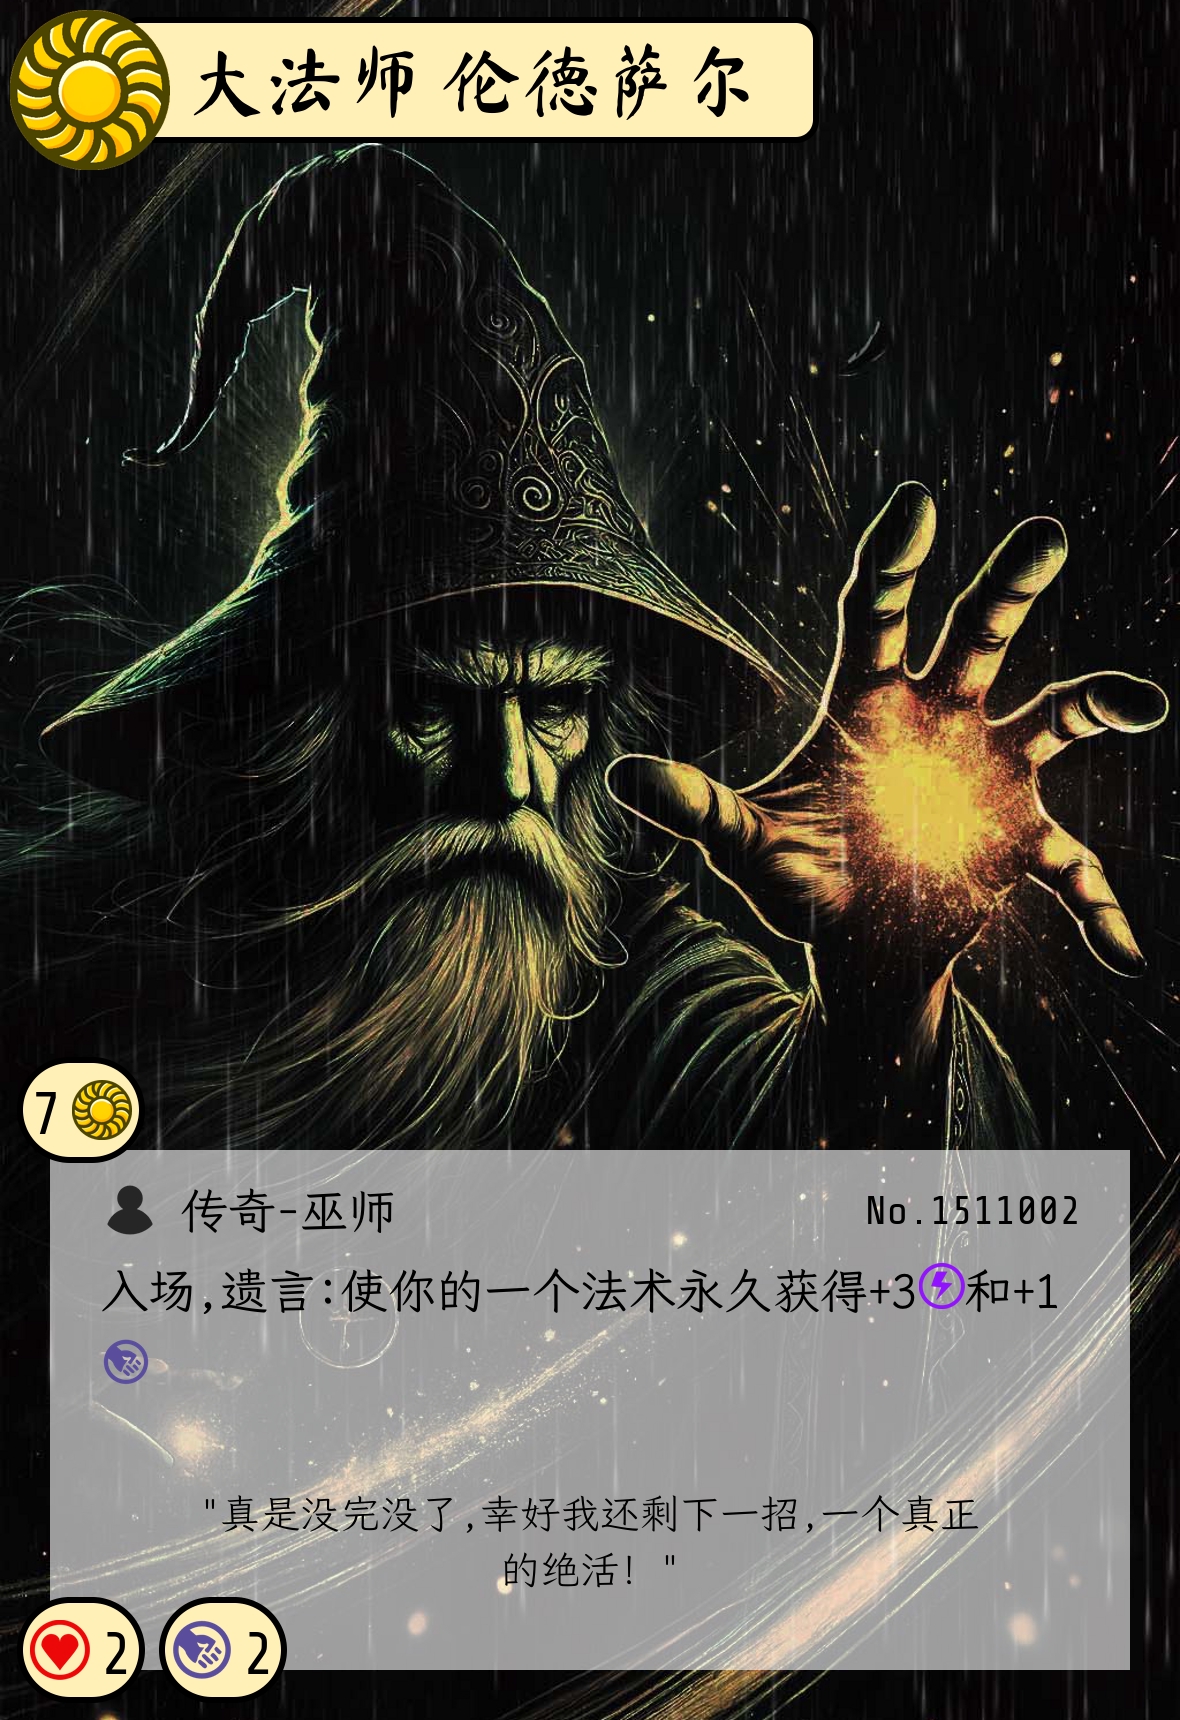 大法师 伦德萨尔
7
传奇-巫师
No.1511002
入场,遗言:使你的一个法术永久获得+3和+1
"真是没完没了,幸好我还剩下一招,一个真正
的绝活! "
2
2